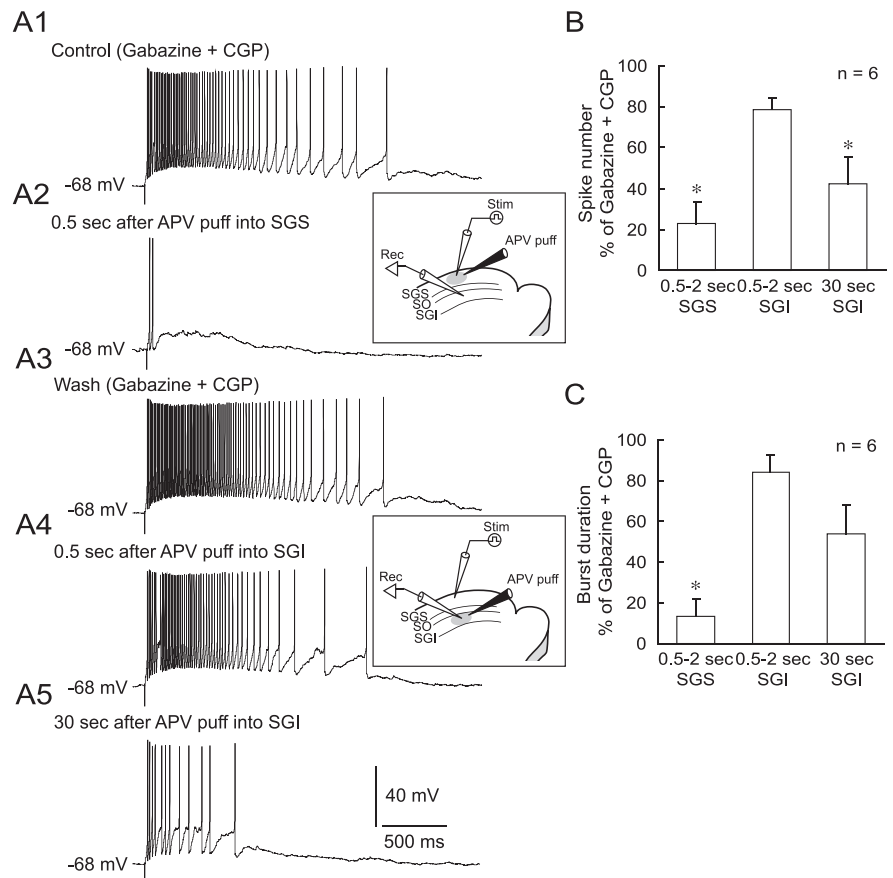 A1
Control (Gabazine + CGP)
-68 mV
A2
0.5 sec after APV puff into SGS
Stim
APV puff
Rec
SGS
SO
SGI
-68 mV
A3
Wash (Gabazine + CGP)
-68 mV
A4
0.5 sec after APV puff into SGI
Stim
APV puff
Rec
SGS
SO
SGI
-68 mV
A5
30 sec after APV puff into SGI
40 mV
500 ms
-68 mV
B
n = 6
Spike number
% of Gabazine + CGP
100
80
60
40
20
0
*
*
0.5-2 sec 0.5-2 sec 30 sec
SGS SGI SGI
C
n = 6
Burst duration
% of Gabazine + CGP
100
80
60
40
20
0
*
0.5-2 sec 0.5-2 sec 30 sec
SGS SGI SGI